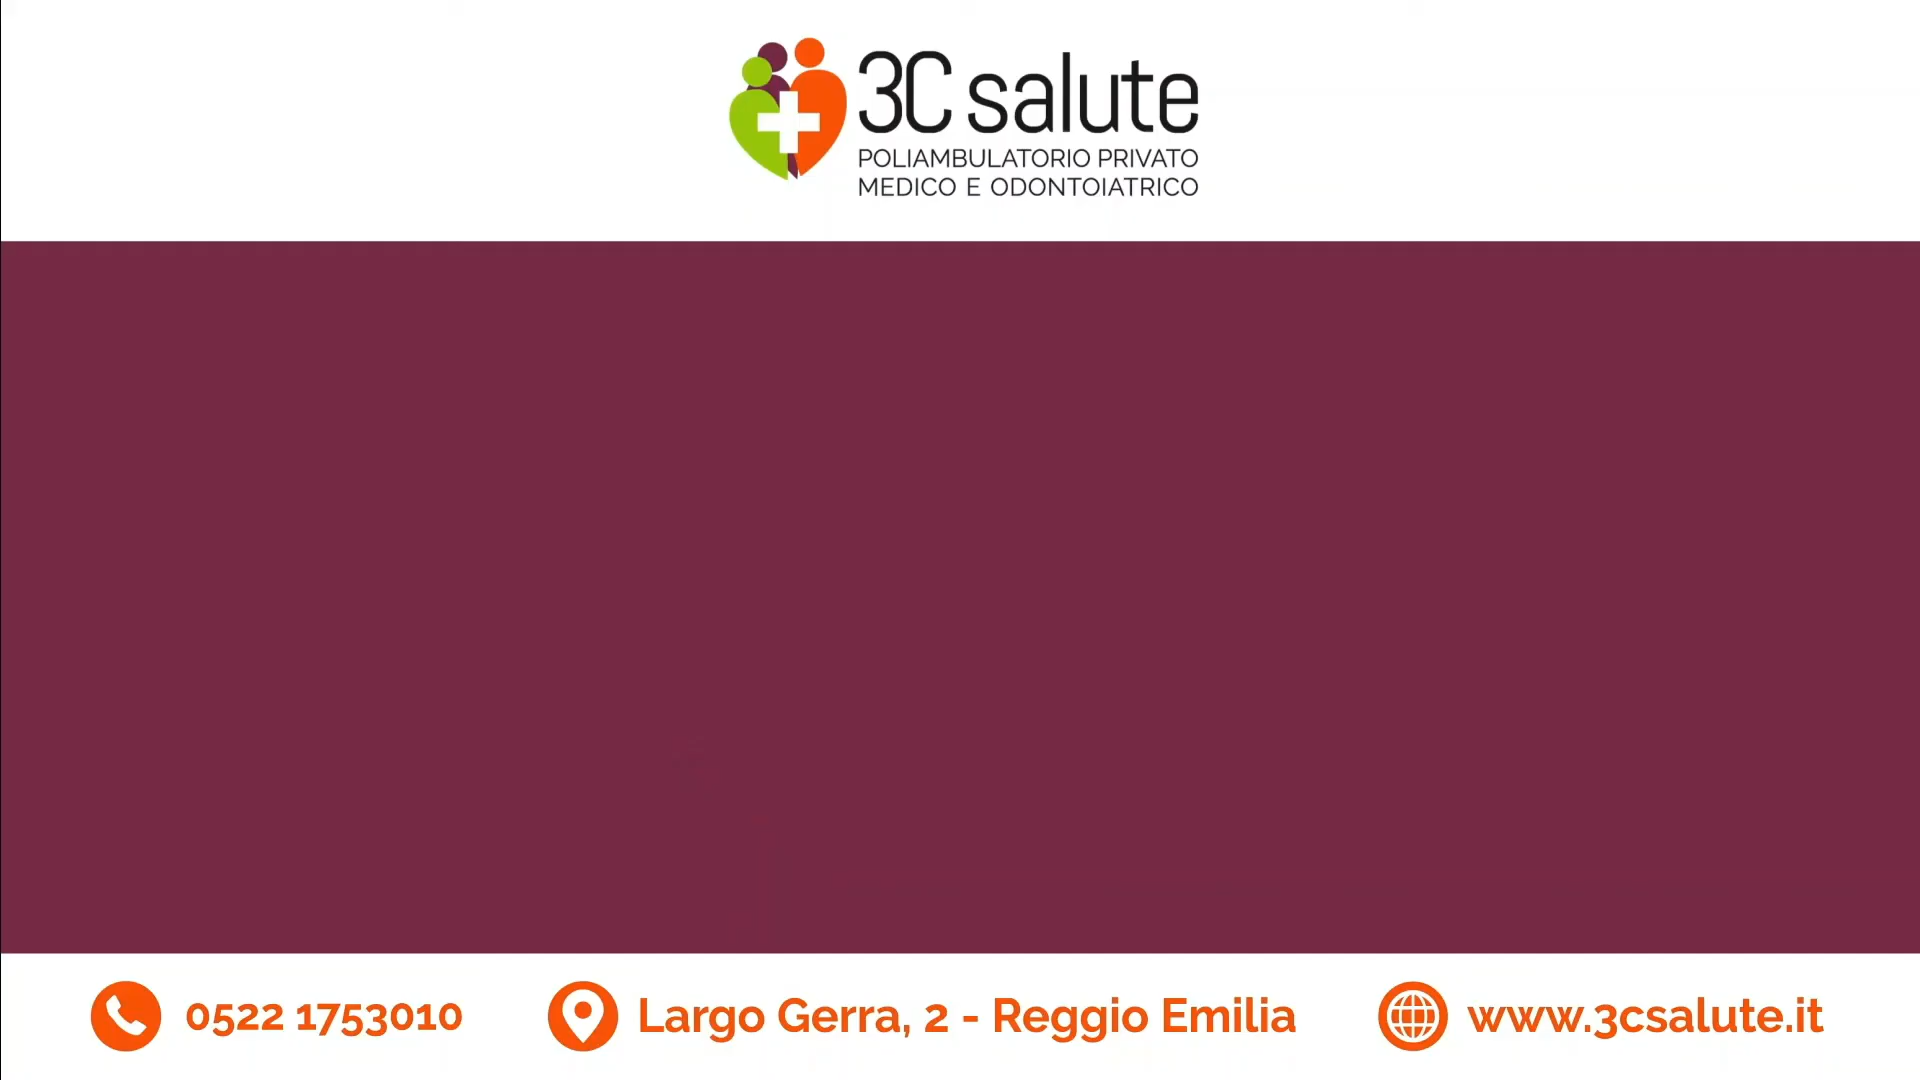 3C salute
POLIAMBULATORIO PRIVATO
MEDICO E ODONTOIATRICO
0522 1753010
Largo Gerra, 2 - Reggio Emilia
www.3csalute.it